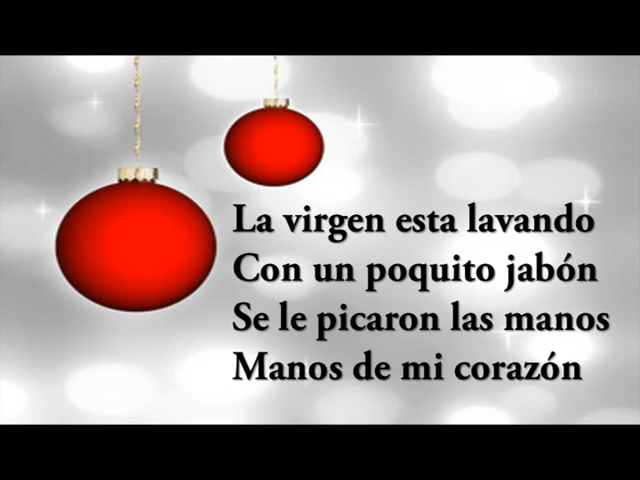 La virgen esta lavando
Con un poquito jabón
Se le picaron las manos
Manos de mi corazón